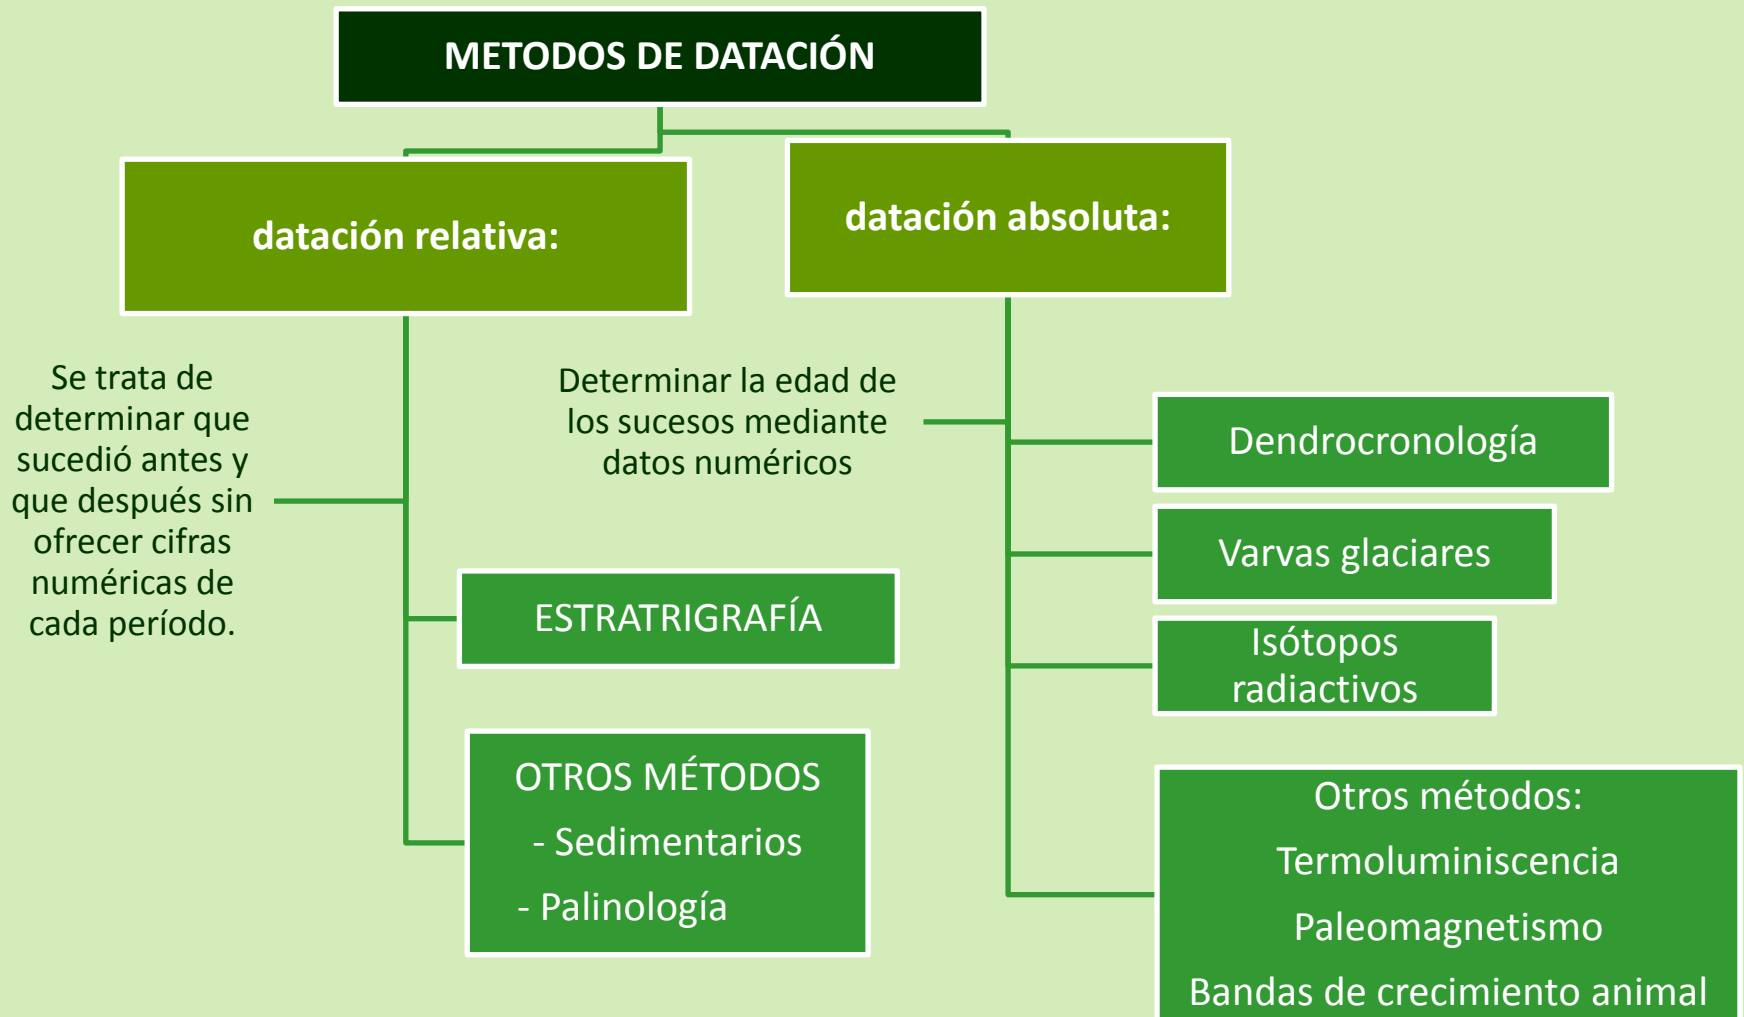 METODOS DE DATACIÓN
datación relativa:
Se trata de
determinar que
sucedió antes y
que después sin
ofrecer cifras
numéricas de
cada período.
ESTRATRIGRAFÍA
OTROS MÉTODOS
- Sedimentarios
- Palinología
datación absoluta:
Determinar la edad de
los sucesos mediante
datos numéricos
Dendrocronología
Varvas glaciares
Isótopos
radiactivos
Otros métodos:
Termoluminiscencia
Paleomagnetismo
Bandas de crecimiento animal